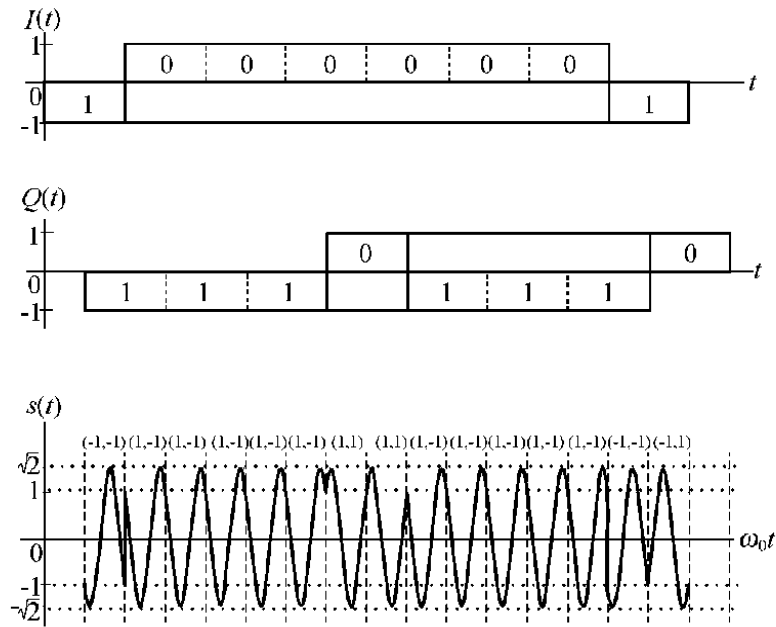 I(t)
1
0 0 0 0 0 0
0
t
1 1
-1
Q(t)
1
0 0
0
t
1 1 1 1 1 1
-1
s(t)
(-1,-1) (1,-1) (1,-1) (1,-1) (1,-1) (1,-1) (1,1) (1,1) (1,-1) (1,-1) (1,-1) (1,-1) (-1,-1) (-1,1)
√2
1
0
ω₀t
-1
-√2